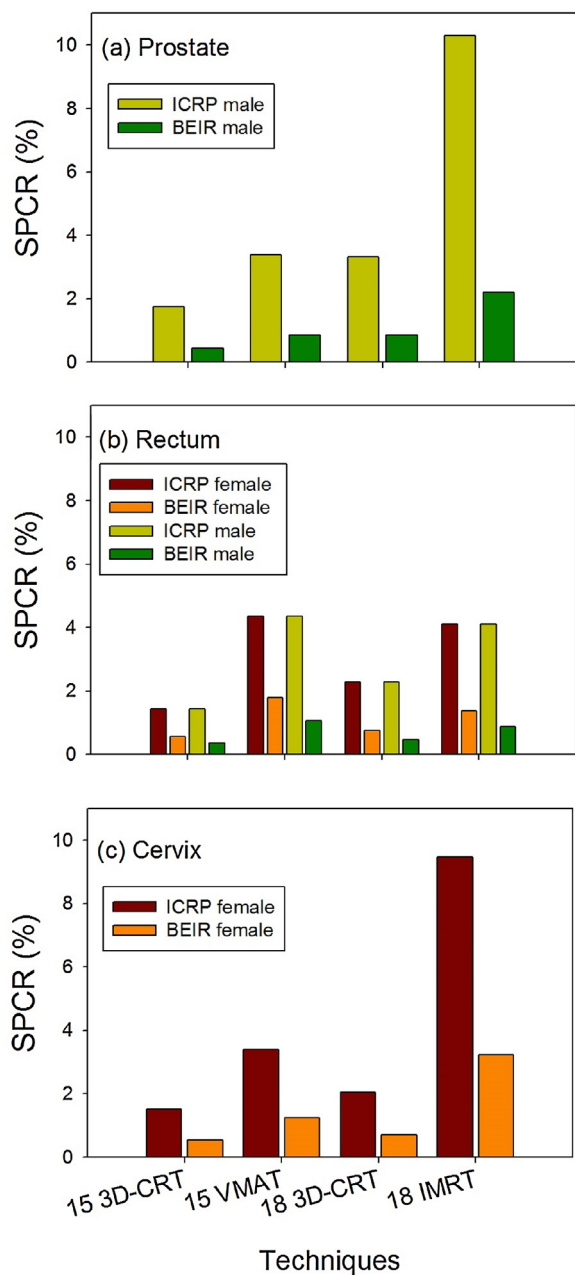 (a) Prostate
ICRP male
BEIR male
SPCR (%)
10
8
6
4
2
0
(b) Rectum
ICRP female
BEIR female
ICRP male
BEIR male
SPCR (%)
10
8
6
4
2
0
(c) Cervix
ICRP female
BEIR female
SPCR (%)
10
8
6
4
2
0
15 3D-CRT
15 VMAT
18 3D-CRT
18 IMRT
Techniques